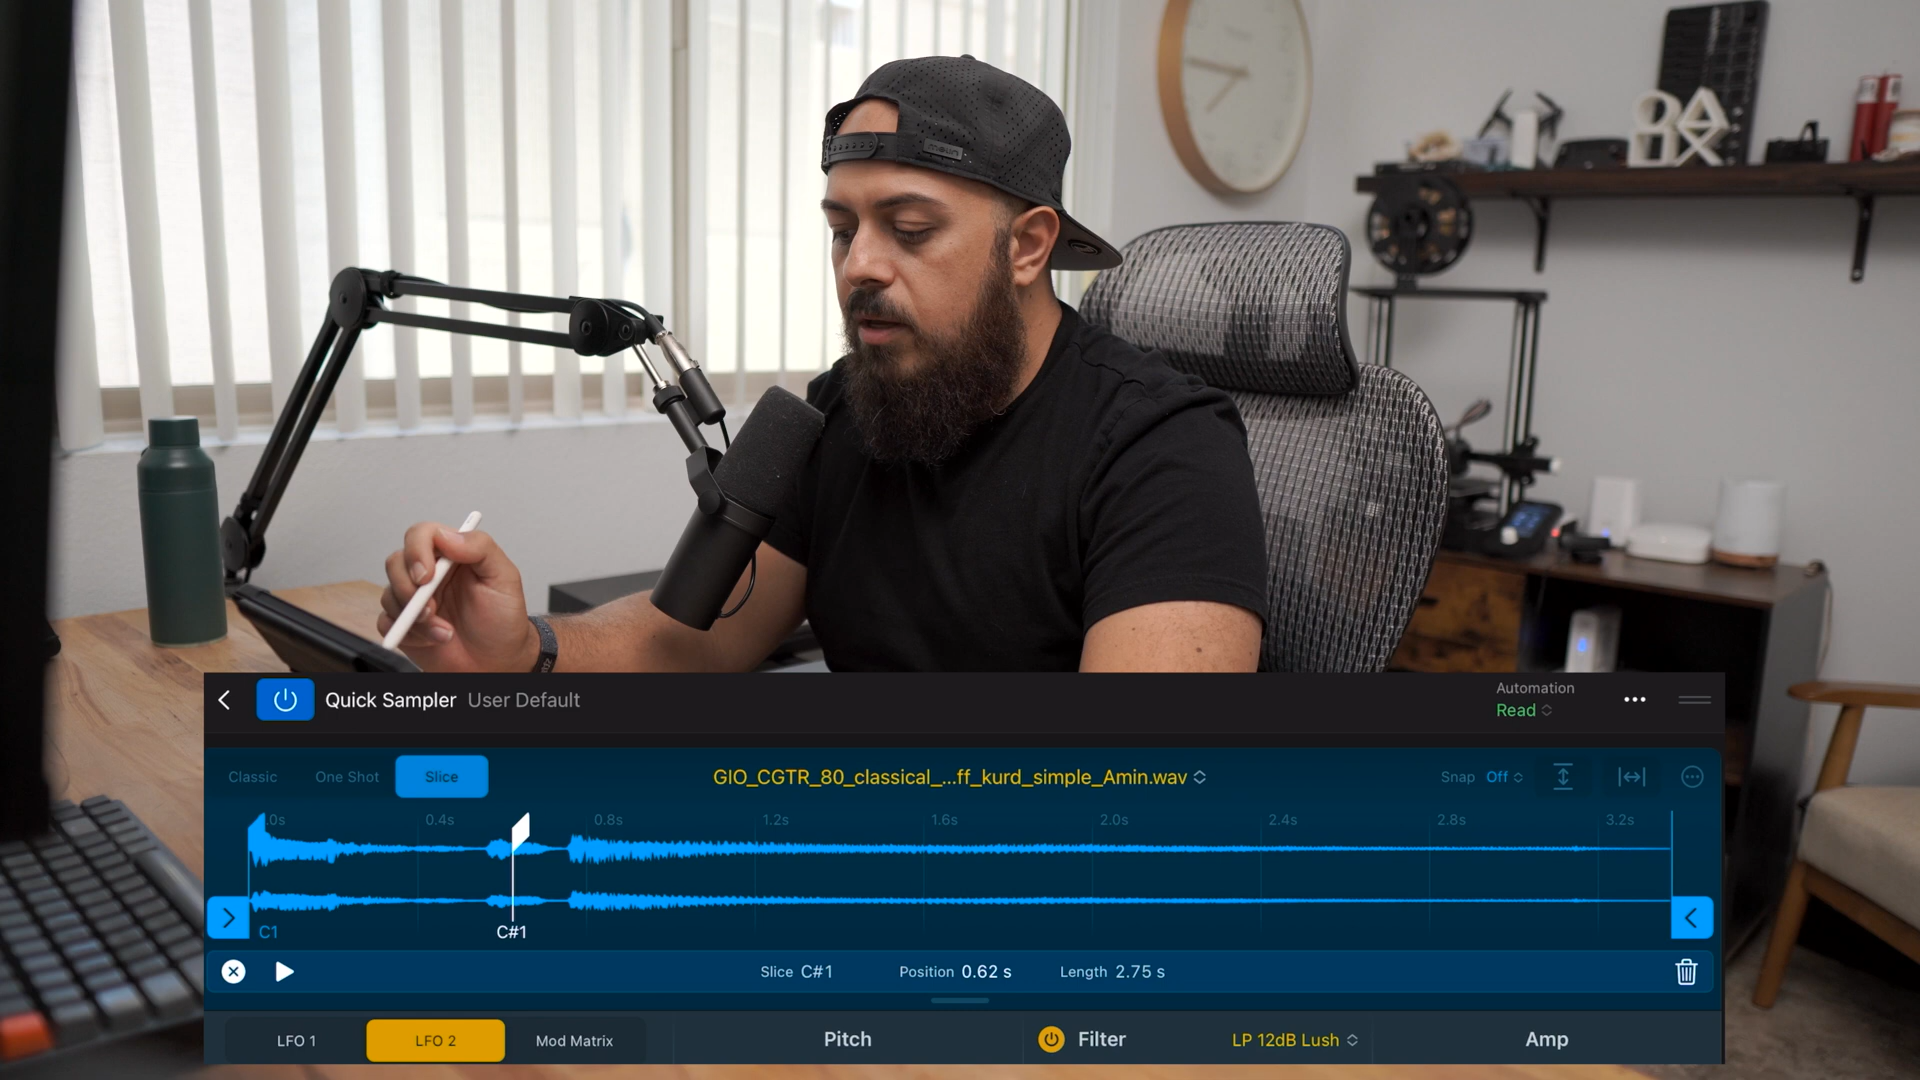 melin
Quick Sampler User Default
Automation
Read
Classic One Shot Slice
GIO_CGTR_80_classical_...ff_kurd_simple_Amin.wav
Snap Off
.0s 0.4s 0.8s 1.2s 1.6s 2.0s 2.4s 2.8s 3.2s
C1 C#1
Slice C#1 Position 0.62 s Length 2.75 s
LFO 1 LFO 2 Mod Matrix Pitch Filter LP 12dB Lush Amp